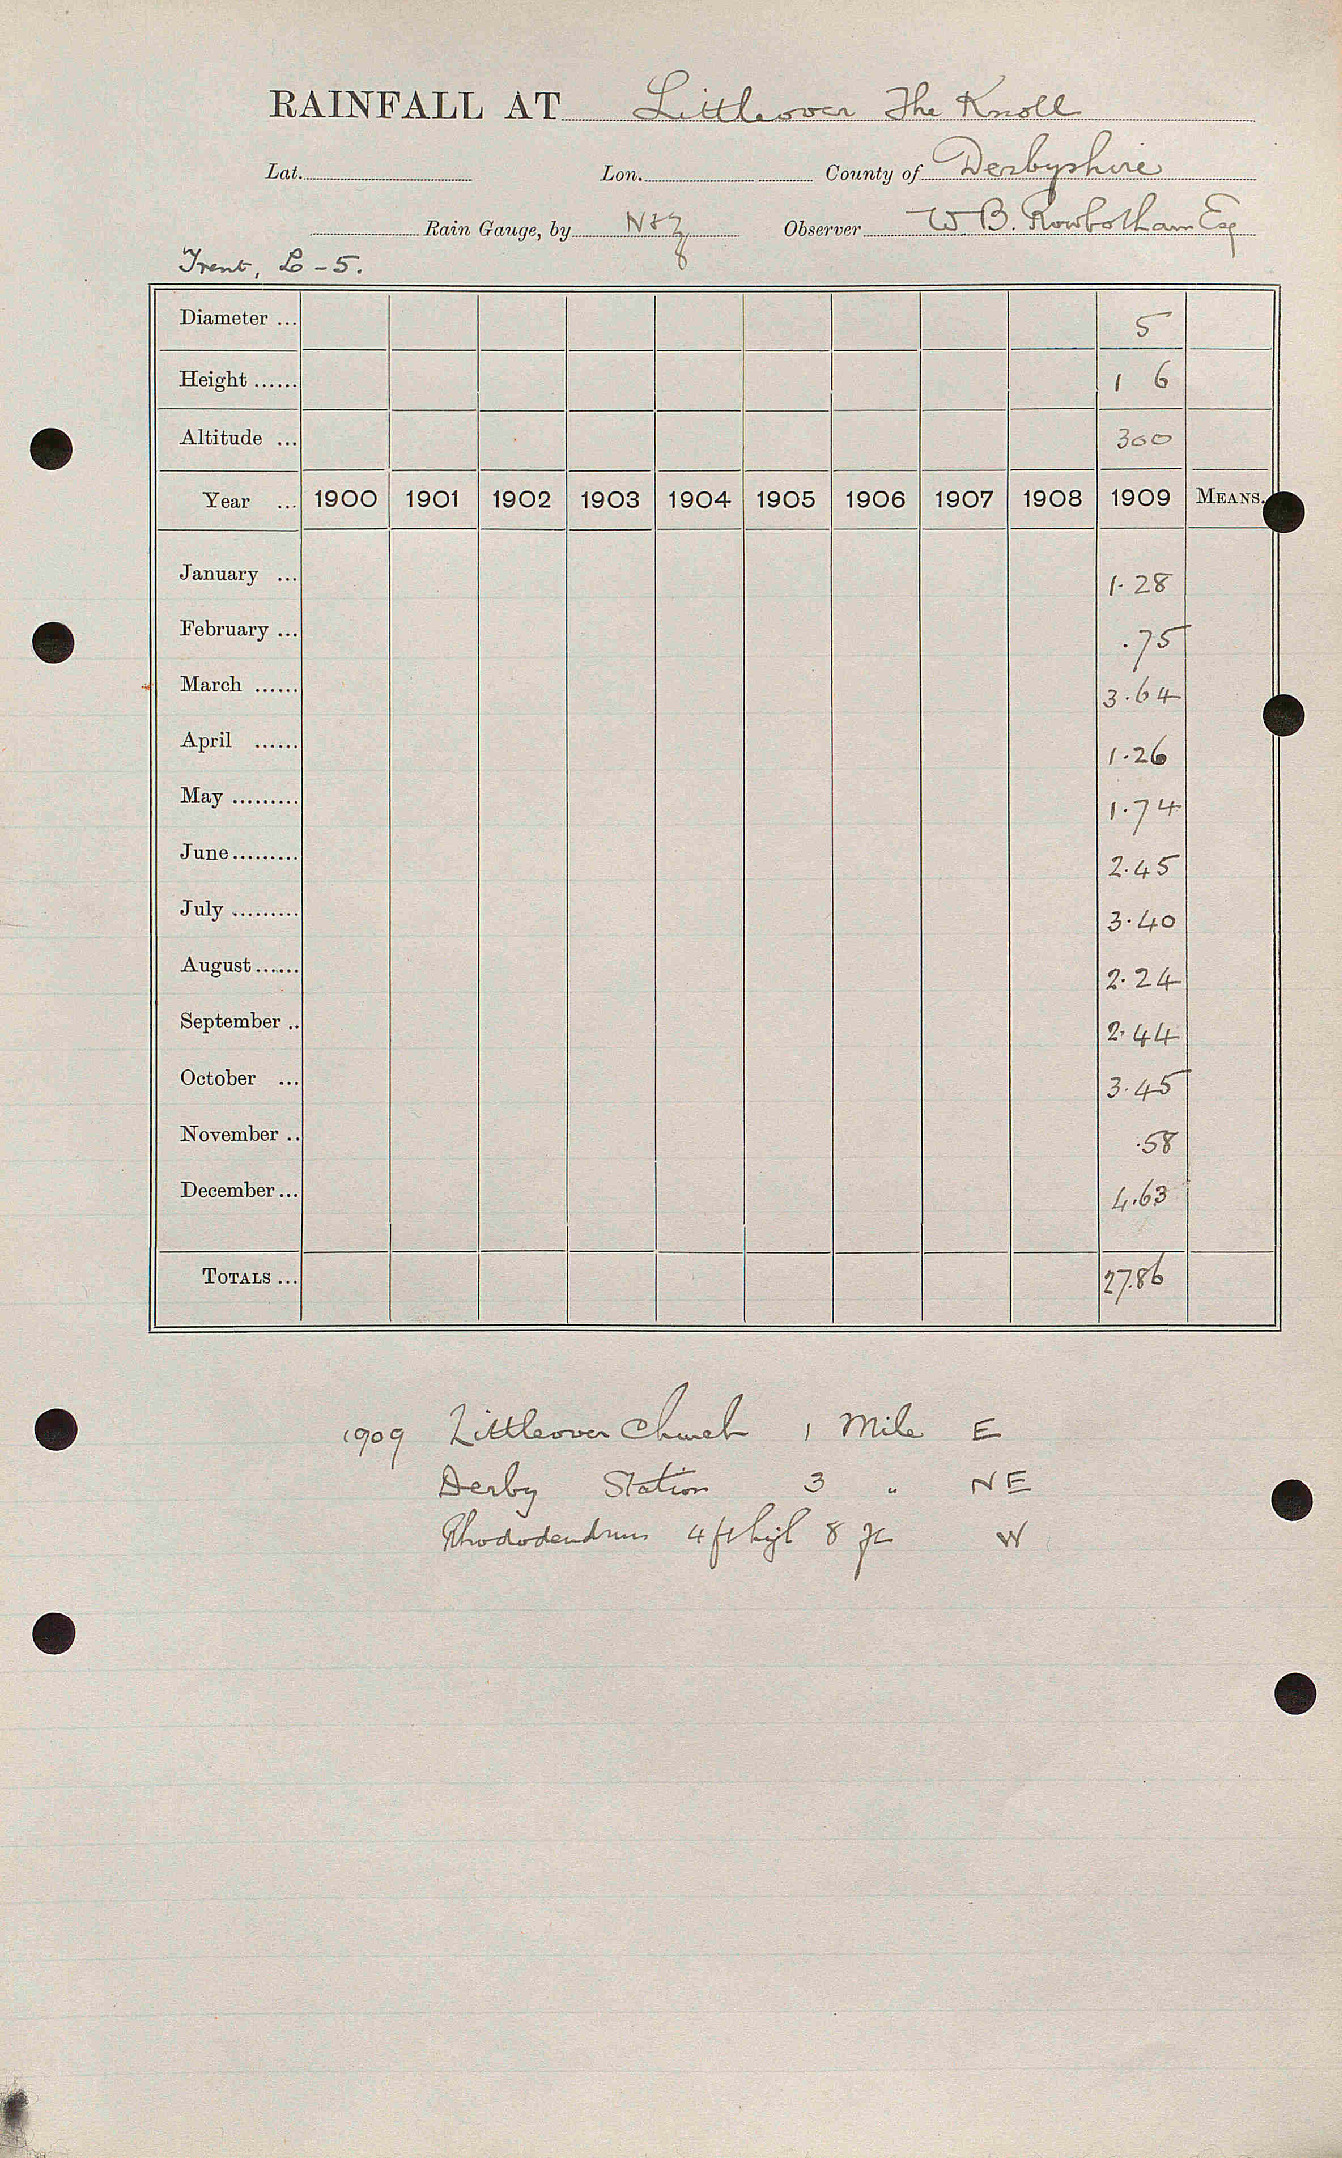 RAINFALL AT Littleover The Knoll
Lat. Lon. County of Derbyshire
Rain Gauge, by N & Z Observer W B. Rowbotham Esq
Trent, L - 5.
Diameter ... 5
Height ...... 1 6
Altitude ... 300
Year ... 1900 1901 1902 1903 1904 1905 1906 1907 1908 1909 MEANS.
January ... 1.28
February ... .75
March ...... 3.64
April ...... 1.26
May ......... 1.74
June ......... 2.45
July ......... 3.40
August ...... 2.24
September .. 2.44
October ... 3.45
November .. .58
December ... 4.63
TOTALS ... 27.86
1909 Littleover Church 1 Mile E
Derby Station 3 " NE
Rhododendrons 4 ft high 8 ft W